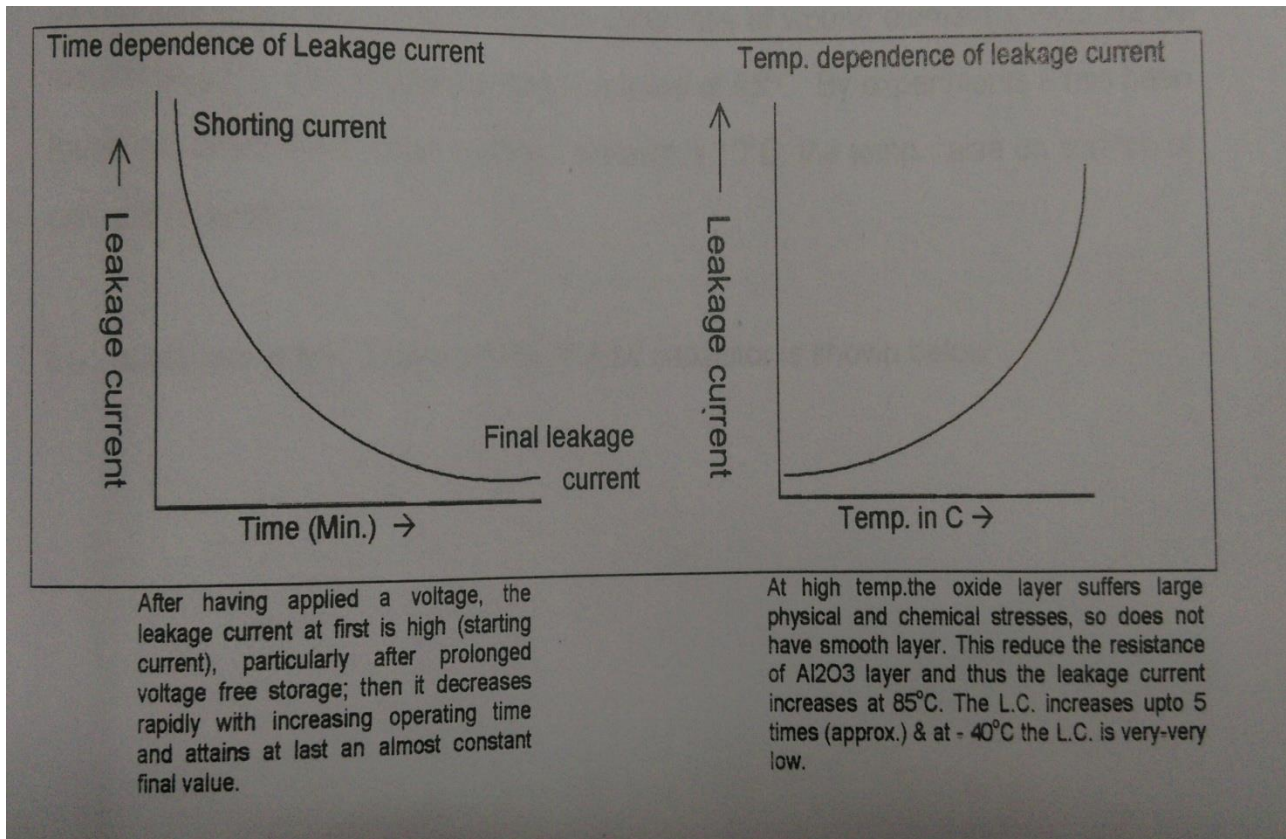 Time dependence of Leakage current
Shorting current
Leakage current →
Final leakage
current
Time (Min.) →
Temp. dependence of leakage current
Leakage current →
Temp. in C →
After having applied a voltage, the
leakage current at first is high (starting
current), particularly after prolonged
voltage free storage; then it decreases
rapidly with increasing operating time
and attains at last an almost constant
final value.
At high temp.the oxide layer suffers large
physical and chemical stresses, so does not
have smooth layer. This reduce the resistance
of Al2O3 layer and thus the leakage current
increases at 85°C. The L.C. increases upto 5
times (approx.) & at - 40°C the L.C. is very-very
low.